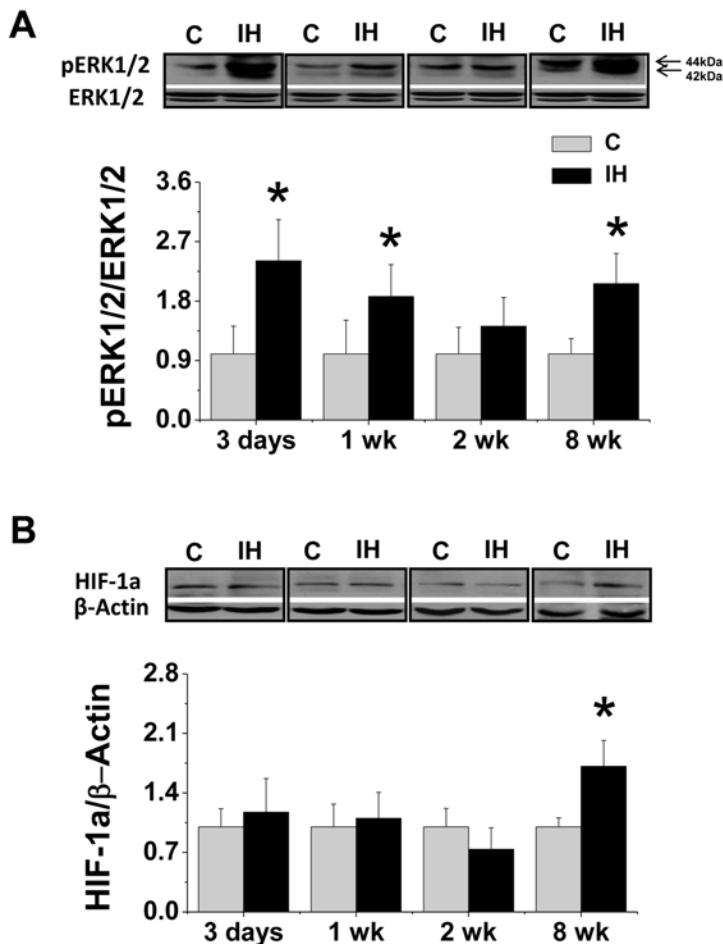 A
C IH C IH C IH C IH
pERK1/2
44kDa
42kDa
ERK1/2
C
IH
pERK1/2/ERK1/2
3.6
2.7
1.8
0.9
0.0
* * *
3 days 1 wk 2 wk 8 wk
B
C IH C IH C IH C IH
HIF-1a
β-Actin
HIF-1a/β–Actin
2.8
2.1
1.4
0.7
0.0
*
3 days 1 wk 2 wk 8 wk